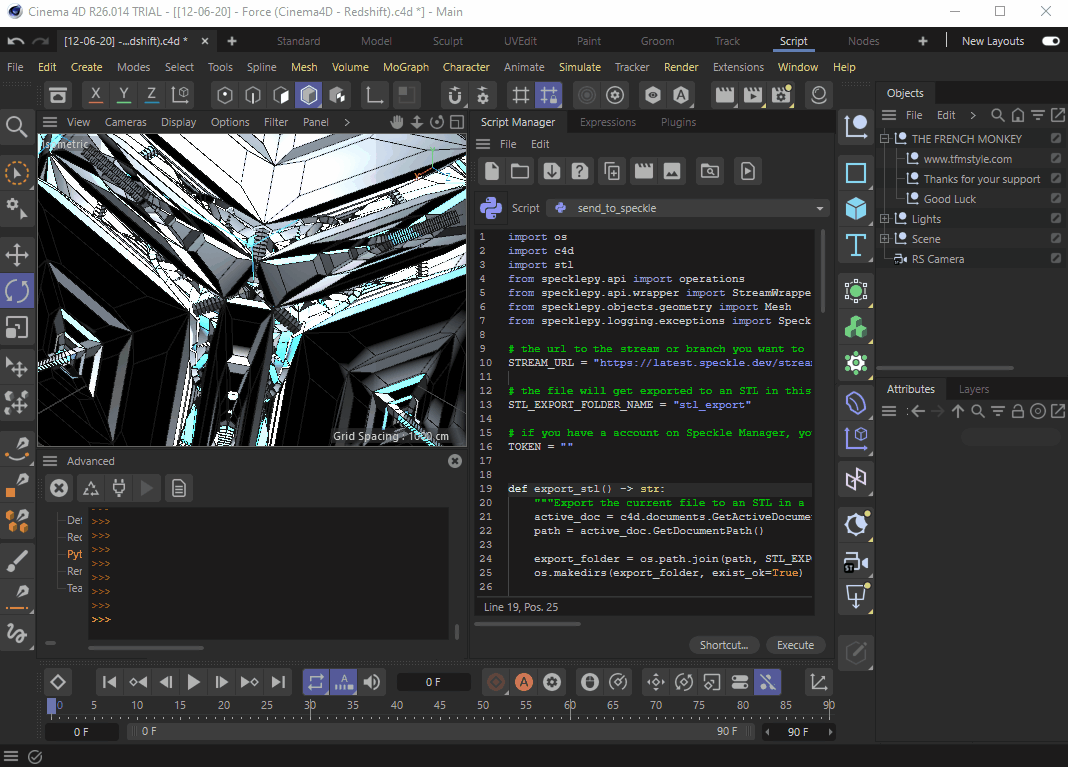 Cinema 4D R26.014 TRIAL - [[12-06-20] - Force (Cinema4D - Redshift).c4d *] - Main
[12-06-20] -...dshift).c4d *
Standard Model Sculpt UVEdit Paint Groom Track Script Nodes New Layouts
File Edit Create Modes Select Tools Spline Mesh Volume MoGraph Character Animate Simulate Tracker Render Extensions Window Help
X Y Z
View Cameras Display Options Filter Panel
Isometric
Grid Spacing : 1000 cm
Script Manager Expressions Plugins
File Edit
Script send_to_speckle
1 import os
2 import c4d
3 import stl
4 from specklepy.api import operations
5 from specklepy.api.wrapper import StreamWrappe
6 from specklepy.objects.geometry import Mesh
7 from specklepy.logging.exceptions import Speck
8
9 # the url to the stream or branch you want to
10 STREAM_URL = "https://latest.speckle.dev/stream
11
12 # the file will get exported to an STL in this
13 STL_EXPORT_FOLDER_NAME = "stl_export"
14
15 # if you have a account on Speckle Manager, yo
16 TOKEN = ""
17
18
19 def export_stl() -> str:
20 """Export the current file to an STL in a
21 active_doc = c4d.documents.GetActiveDocume
22 path = active_doc.GetDocumentPath()
23
24 export_folder = os.path.join(path, STL_EXP
25 os.makedirs(export_folder, exist_ok=True)
26
Line 19, Pos. 25
Shortcut... Execute
Objects
File Edit
THE FRENCH MONKEY
www.tfmstyle.com
Thanks for your support
Good Luck
Lights
Scene
RS Camera
Attributes Layers
Advanced
Def
Red
Pyt
Ren
Tea
>>>
>>>
>>>
>>>
>>>
>>>
>>>
>>>
A
A
0 F
A
ST
0 5 10 15 20 25 30 35 40 45 50 55 60 65 70 75 80 85 90
0 F 0 F 90 F 90 F